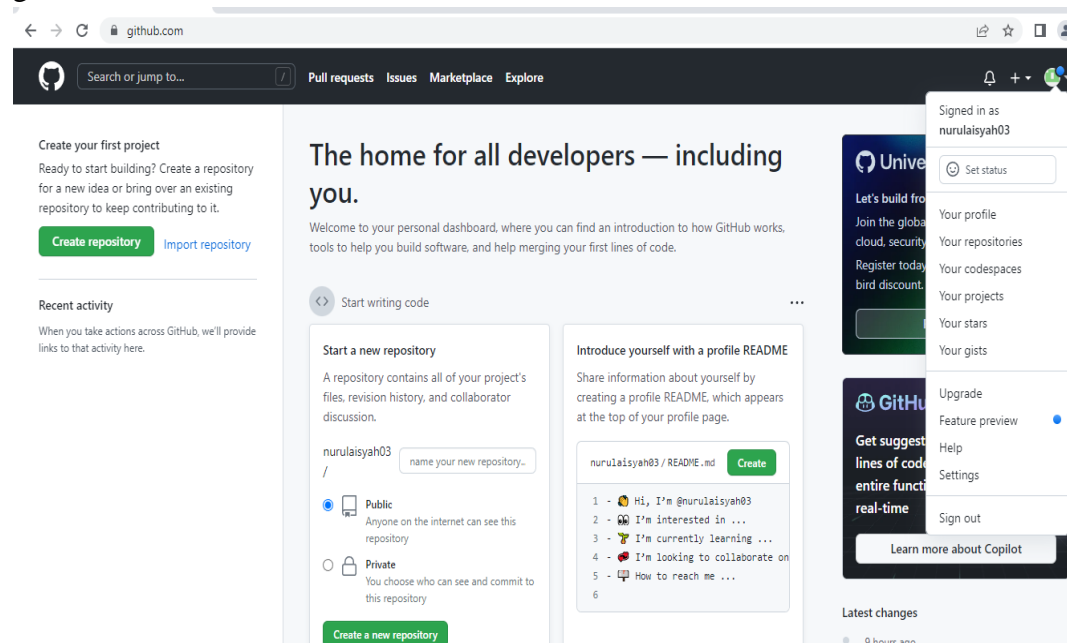 github.com
Search or jump to...
/
Pull requests Issues Marketplace Explore
Signed in as
nurulaisyah03
Set status
Your profile
Your repositories
Your codespaces
Your projects
Your stars
Your gists
Upgrade
Feature preview
Help
Settings
Sign out
Create your first project
Ready to start building? Create a repository
for a new idea or bring over an existing
repository to keep contributing to it.
Create repository Import repository
Recent activity
When you take actions across GitHub, we'll provide
links to that activity here.
The home for all developers — including
you.
Welcome to your personal dashboard, where you can find an introduction to how GitHub works,
tools to help you build software, and help merging your first lines of code.
<> Start writing code
Start a new repository
A repository contains all of your project's
files, revision history, and collaborator
discussion.
nurulaisyah03
/
name your new repository..
Public
Anyone on the internet can see this
repository
Private
You choose who can see and commit to
this repository
Create a new repository
Introduce yourself with a profile README
Share information about yourself by
creating a profile README, which appears
at the top of your profile page.
nurulaisyah03 / README.md Create
1 - 👋 Hi, I'm @nurulaisyah03
2 - 👀 I'm interested in ...
3 - 🌱 I'm currently learning ...
4 - 💞️ I'm looking to collaborate on
5 - 📫 How to reach me ...
6
Unive
Let's build fro
Join the globa
cloud, security
Register today
bird discount.
GitHu
Get suggest
lines of code
entire functi
real-time
Learn more about Copilot
Latest changes
9 hours ago